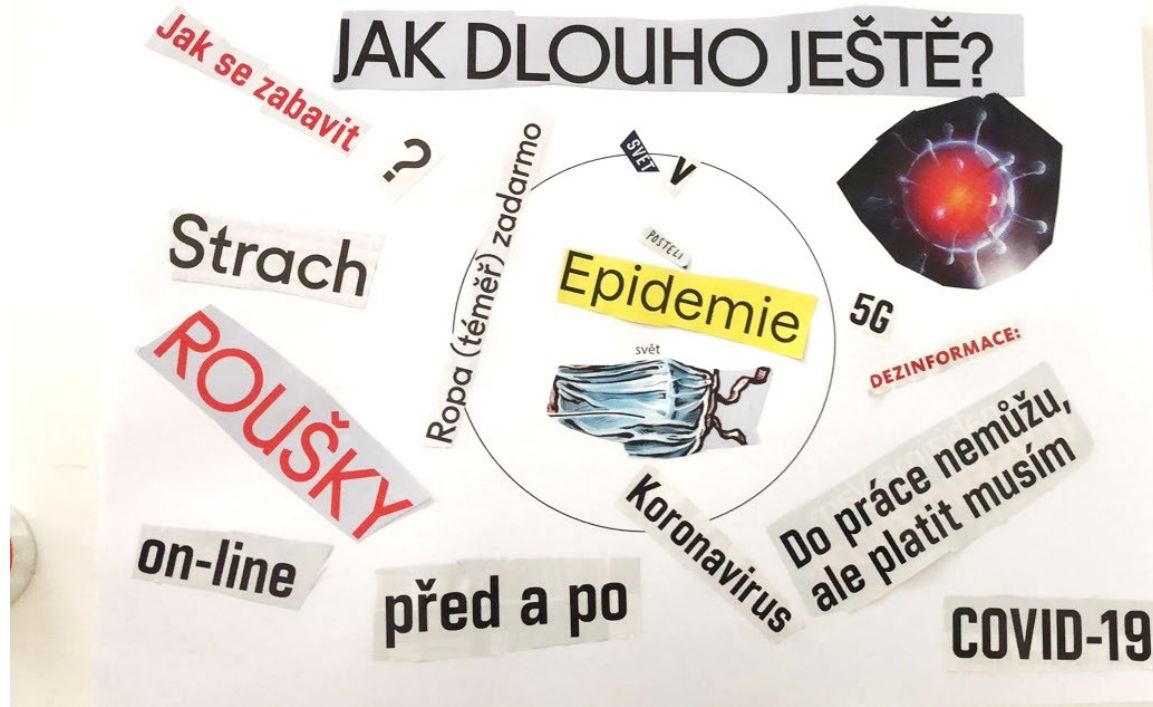 JAK DLOUHO JEŠTĚ?
Jak se zabavit
?
Ropa (téměř) zadarmo
SVĚT
V
POSTELI
Strach
Epidemie
5G
svět
DEZINFORMACE:
ROUŠKY
Do práce nemůžu,
ale platit musím
Koronavirus
on-line
před a po
COVID-19